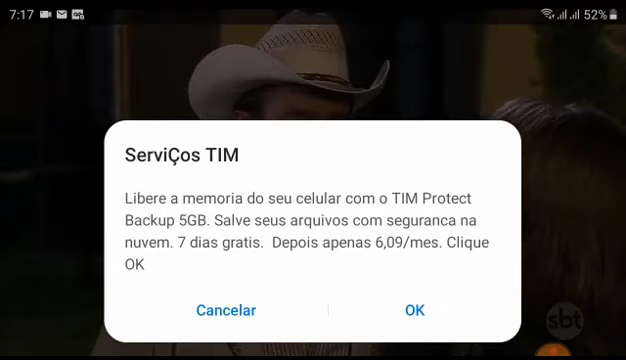 7:17 52%
ServiÇos TIM
Libere a memoria do seu celular com o TIM Protect
Backup 5GB. Salve seus arquivos com seguranca na
nuvem. 7 dias gratis.  Depois apenas 6,09/mes. Clique
OK
Cancelar OK
sbt